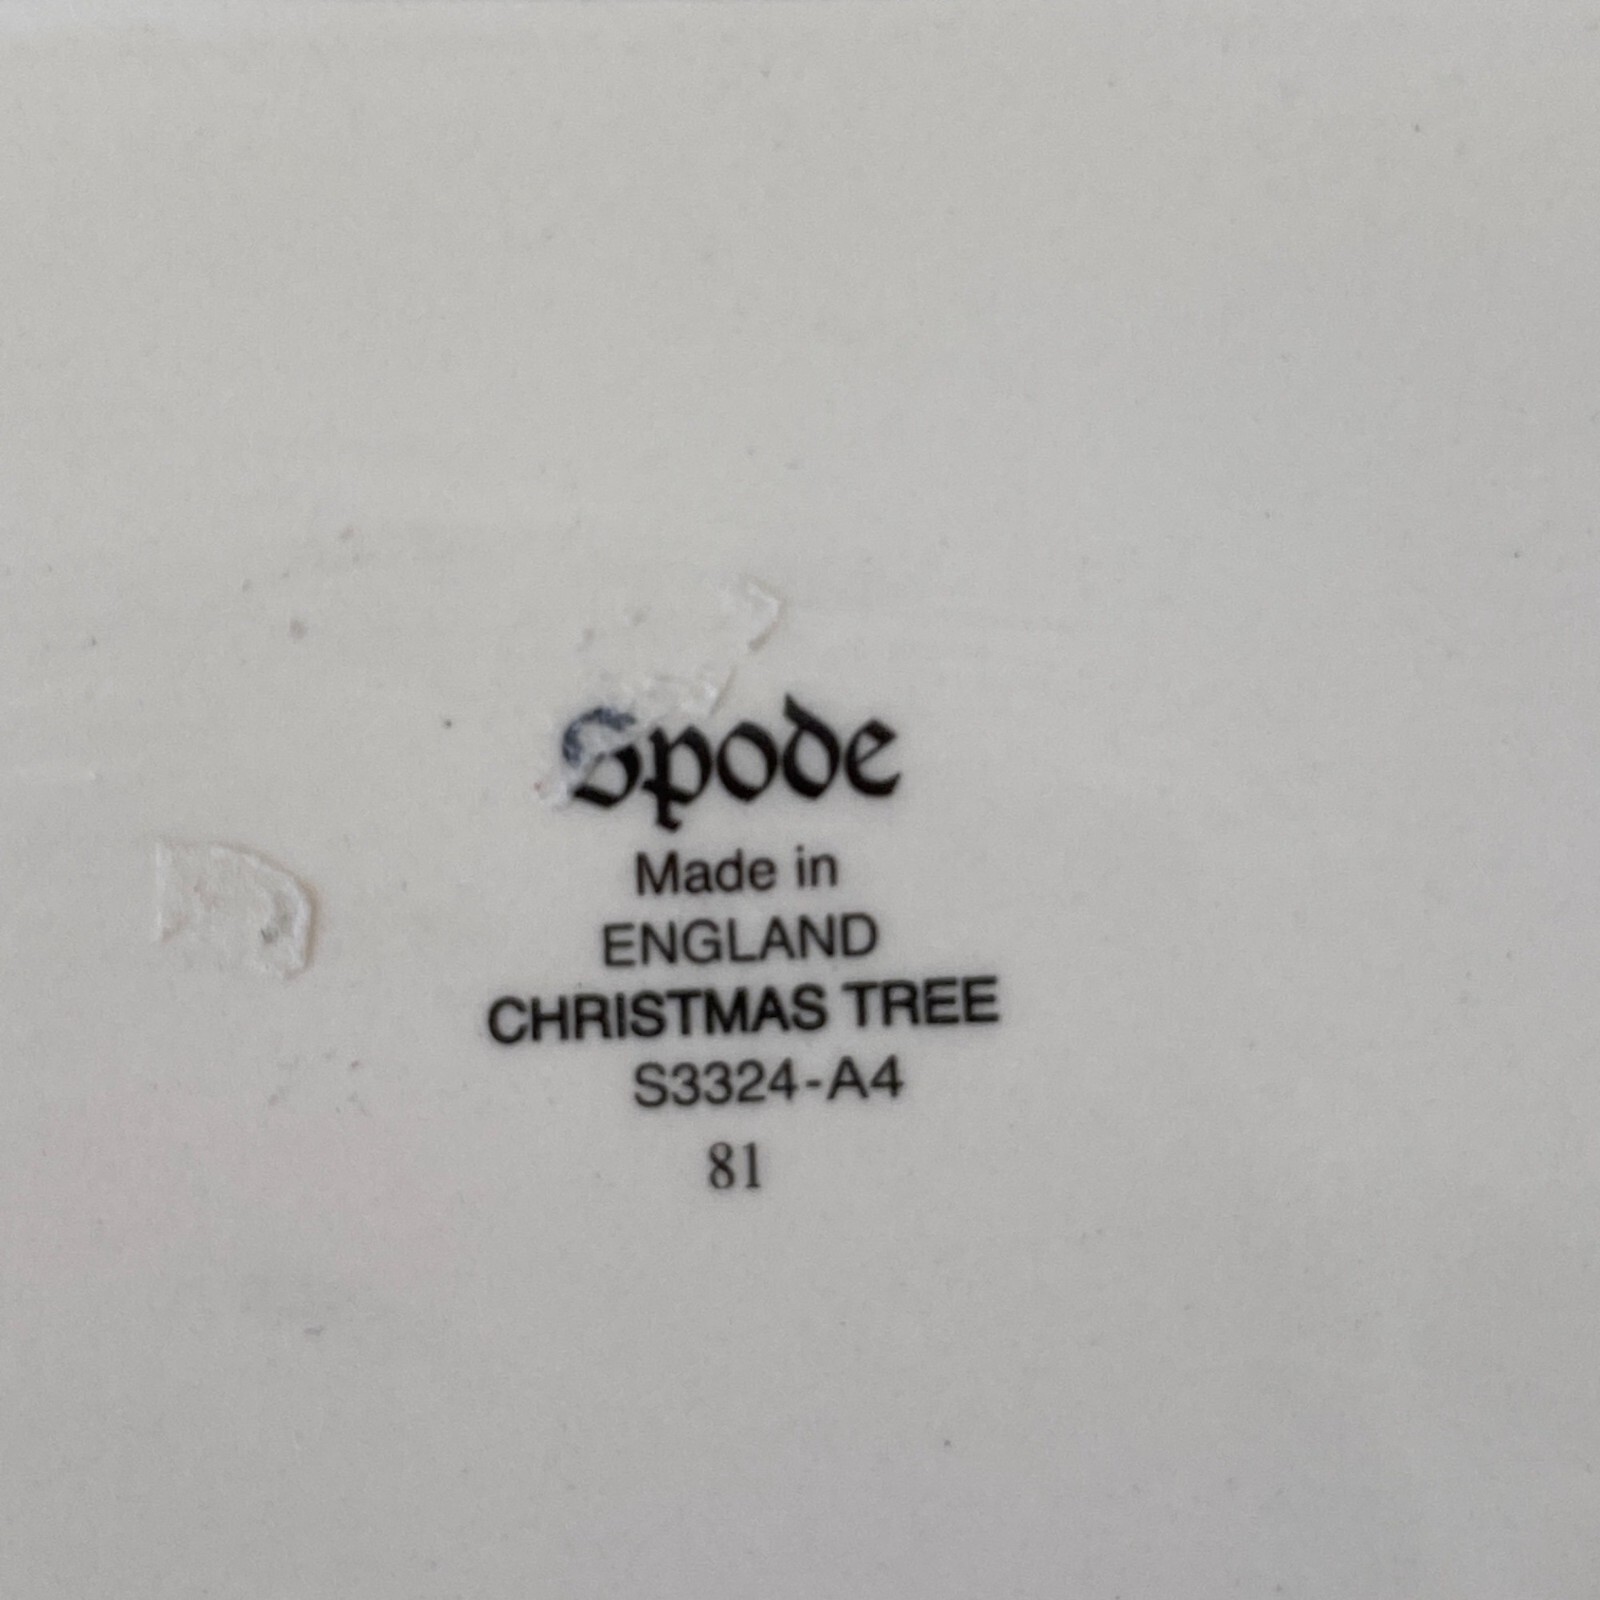 Spode
Made in
ENGLAND
CHRISTMAS TREE
S3324-A4
81